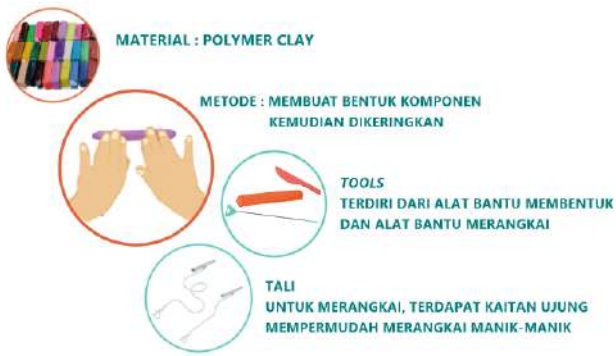 MATERIAL : POLYMER CLAY
METODE : MEMBUAT BENTUK KOMPONEN
KEMUDIAN DIKERINGKAN
TOOLS
TERDIRI DARI ALAT BANTU MEMBENTUK
DAN ALAT BANTU MERANGKAI
TALI
UNTUK MERANGKAI, TERDAPAT KAITAN UJUNG
MEMPERMUDAH MERANGKAI MANIK-MANIK